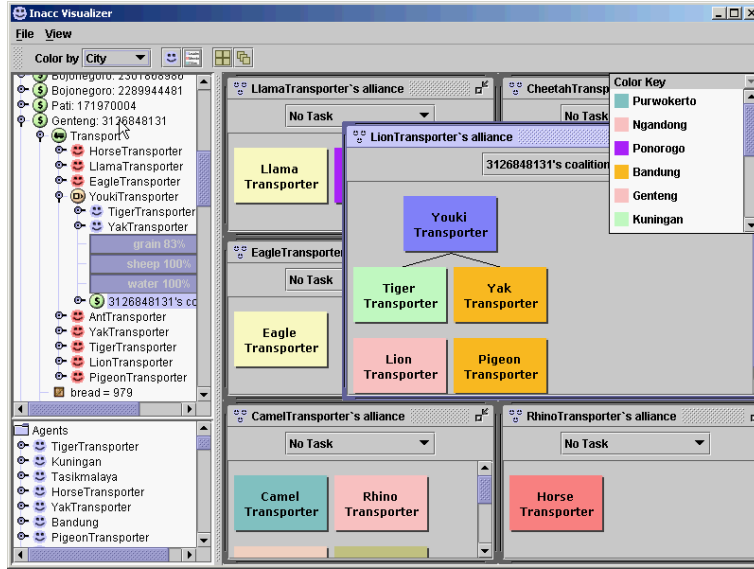 Inacc Visualizer
File View
Color by City
Bojonegoro: 2301868986
Bojonegoro: 2289944481
Pati: 171970004
Genteng: 3126848131
Transport
HorseTransporter
LlamaTransporter
EagleTransporter
YoukiTransporter
TigerTransporter
YakTransporter
grain 83%
sheep 100%
water 100%
3126848131's co
AntTransporter
YakTransporter
TigerTransporter
LionTransporter
PigeonTransporter
bread = 979
Agents
TigerTransporter
Kuningan
Tasikmalaya
HorseTransporter
YakTransporter
Bandung
PigeonTransporter
LlamaTransporter`s alliance
No Task
Llama
Transporter
CheetahTransp
No Task
LionTransporter`s alliance
3126848131's coalition
Youki
Transporter
Tiger
Transporter
Yak
Transporter
Lion
Transporter
Pigeon
Transporter
Color Key
Purwokerto
Ngandong
Ponorogo
Bandung
Genteng
Kuningan
EagleTransporter
No Task
Eagle
Transporter
CamelTransporter`s alliance
No Task
Camel
Transporter
Rhino
Transporter
RhinoTransporter`s alliance
No Task
Horse
Transporter